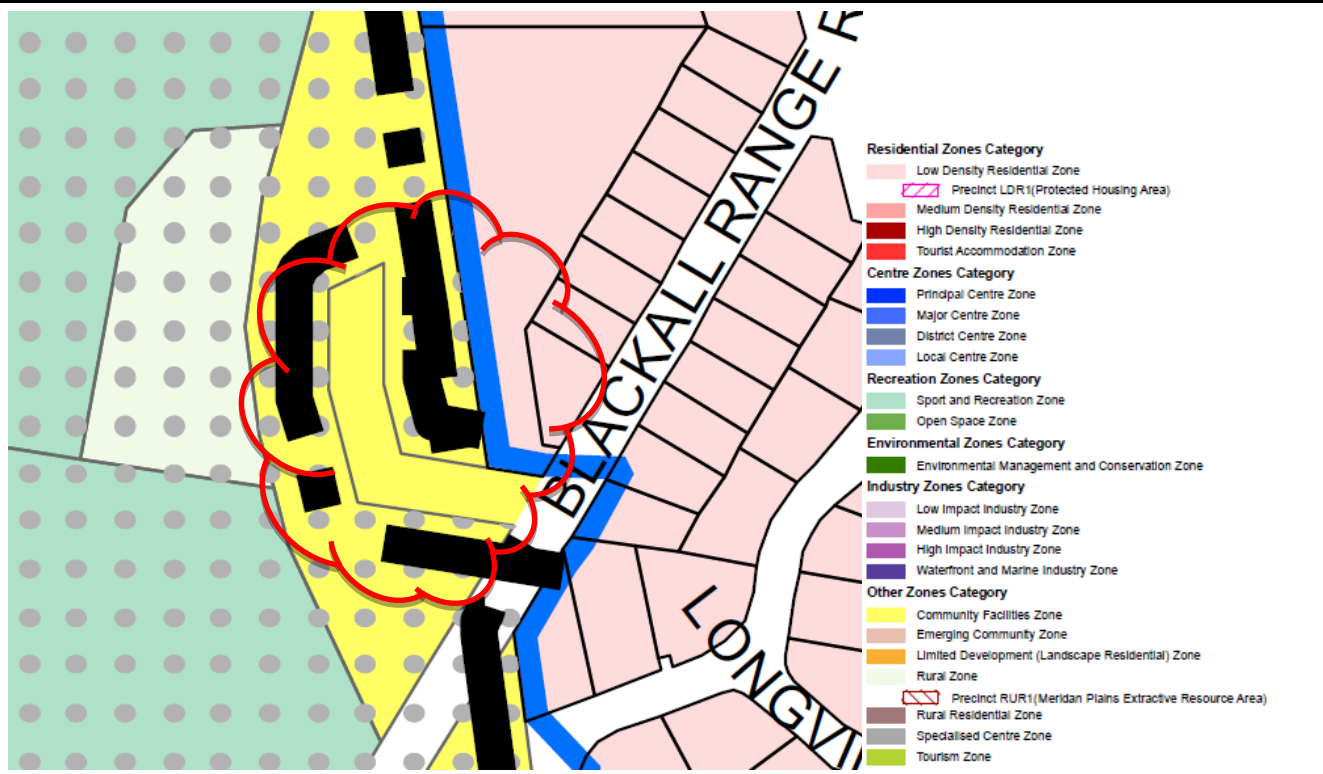 BLACKALL RANGE R
LONGVI
Residential Zones Category
Low Density Residential Zone
Precinct LDR1(Protected Housing Area)
Medium Density Residential Zone
High Density Residential Zone
Tourist Accommodation Zone
Centre Zones Category
Principal Centre Zone
Major Centre Zone
District Centre Zone
Local Centre Zone
Recreation Zones Category
Sport and Recreation Zone
Open Space Zone
Environmental Zones Category
Environmental Management and Conservation Zone
Industry Zones Category
Low Impact Industry Zone
Medium Impact Industry Zone
High Impact Industry Zone
Waterfront and Marine Industry Zone
Other Zones Category
Community Facilities Zone
Emerging Community Zone
Limited Development (Landscape Residential) Zone
Rural Zone
Precinct RUR1(Meridan Plains Extractive Resource Area)
Rural Residential Zone
Specialised Centre Zone
Tourism Zone